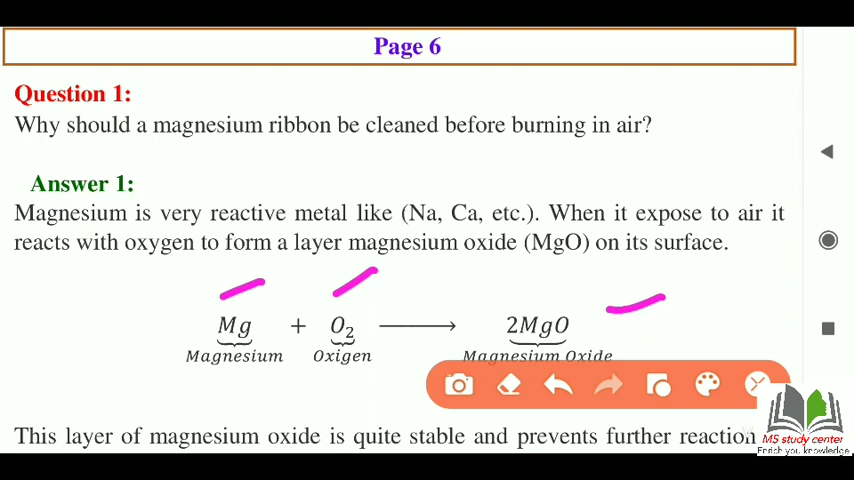 Page 6
Question 1:
Why should a magnesium ribbon be cleaned before burning in air?
Answer 1:
Magnesium is very reactive metal like (Na, Ca, etc.). When it expose to air it
reacts with oxygen to form a layer magnesium oxide (MgO) on its surface.
Mg + O₂ ⟶ 2MgO
Magnesium Oxigen Magnesium Oxide
This layer of magnesium oxide is quite stable and prevents further reaction
MS study center
Enrich you knowledge